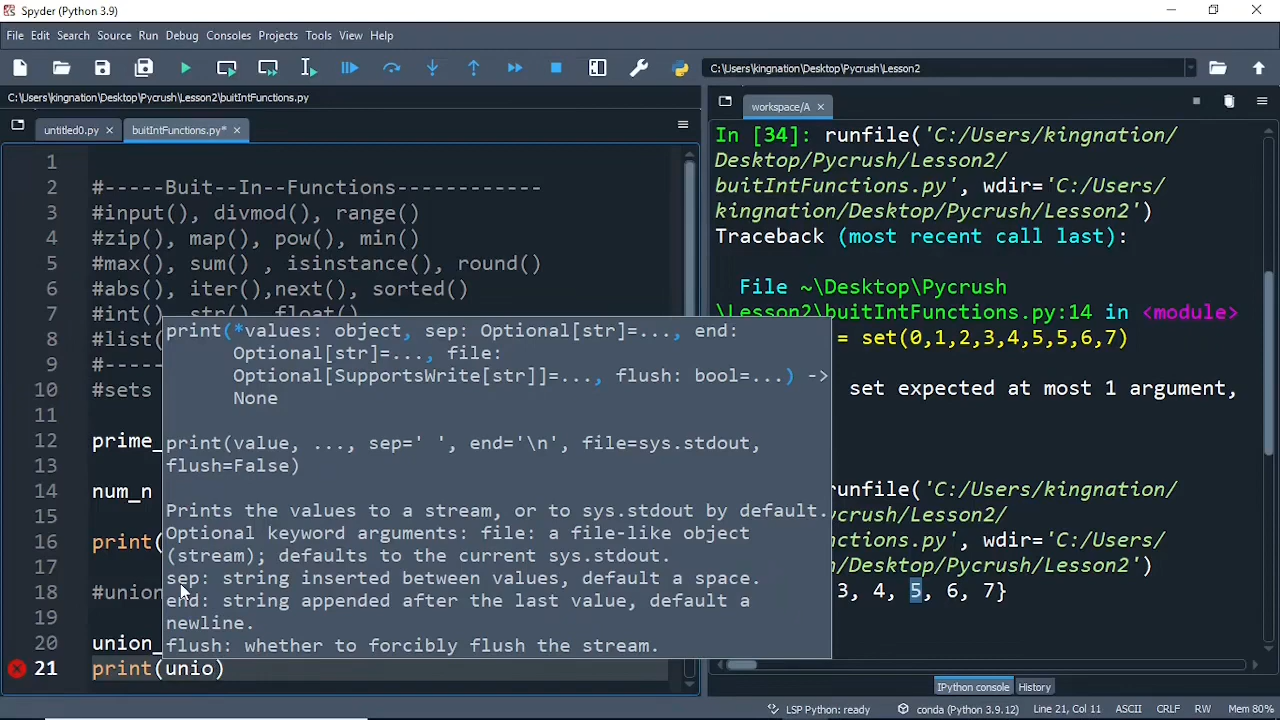 Spyder (Python 3.9)
File Edit Search Source Run Debug Consoles Projects Tools View Help
C:\Users\kingnation\Desktop\Pycrush\Lesson2
C:\Users\kingnation\Desktop\Pycrush\Lesson2\buitIntFunctions.py
untitled0.py
buitIntFunctions.py*
1
2 #-----Buit--In--Functions------------
3 #input(), divmod(), range()
4 #zip(), map(), pow(), min()
5 #max(), sum() , isinstance(), round()
6 #abs(), iter(),next(), sorted()
7 #int() str() float()
8 #list(
9 #-----
10 #sets
11
12 prime_
13
14 num_n
15
16 print(
17
18 #union
19
20 union_
21 print(unio)
print(*values: object, sep: Optional[str]=..., end:
Optional[str]=..., file:
Optional[SupportsWrite[str]]=..., flush: bool=...) ->
None
print(value, ..., sep=' ', end='\n', file=sys.stdout,
flush=False)
Prints the values to a stream, or to sys.stdout by default.
Optional keyword arguments: file: a file-like object
(stream); defaults to the current sys.stdout.
sep: string inserted between values, default a space.
end: string appended after the last value, default a
newline.
flush: whether to forcibly flush the stream.
workspace/A
In [34]: runfile('C:/Users/kingnation/
Desktop/Pycrush/Lesson2/
buitIntFunctions.py', wdir='C:/Users/
kingnation/Desktop/Pycrush/Lesson2')
Traceback (most recent call last):
File ~\Desktop\Pycrush
\Lesson2\buitIntFunctions.py:14 in <module>
= set(0,1,2,3,4,5,5,6,7)
set expected at most 1 argument,
runfile('C:/Users/kingnation/
ycrush/Lesson2/
ctions.py', wdir='C:/Users/
/Desktop/Pycrush/Lesson2')
3, 4, 5, 6, 7}
IPython console
History
LSP Python: ready
conda (Python 3.9.12)
Line 21, Col 11
ASCII
CRLF
RW
Mem 80%